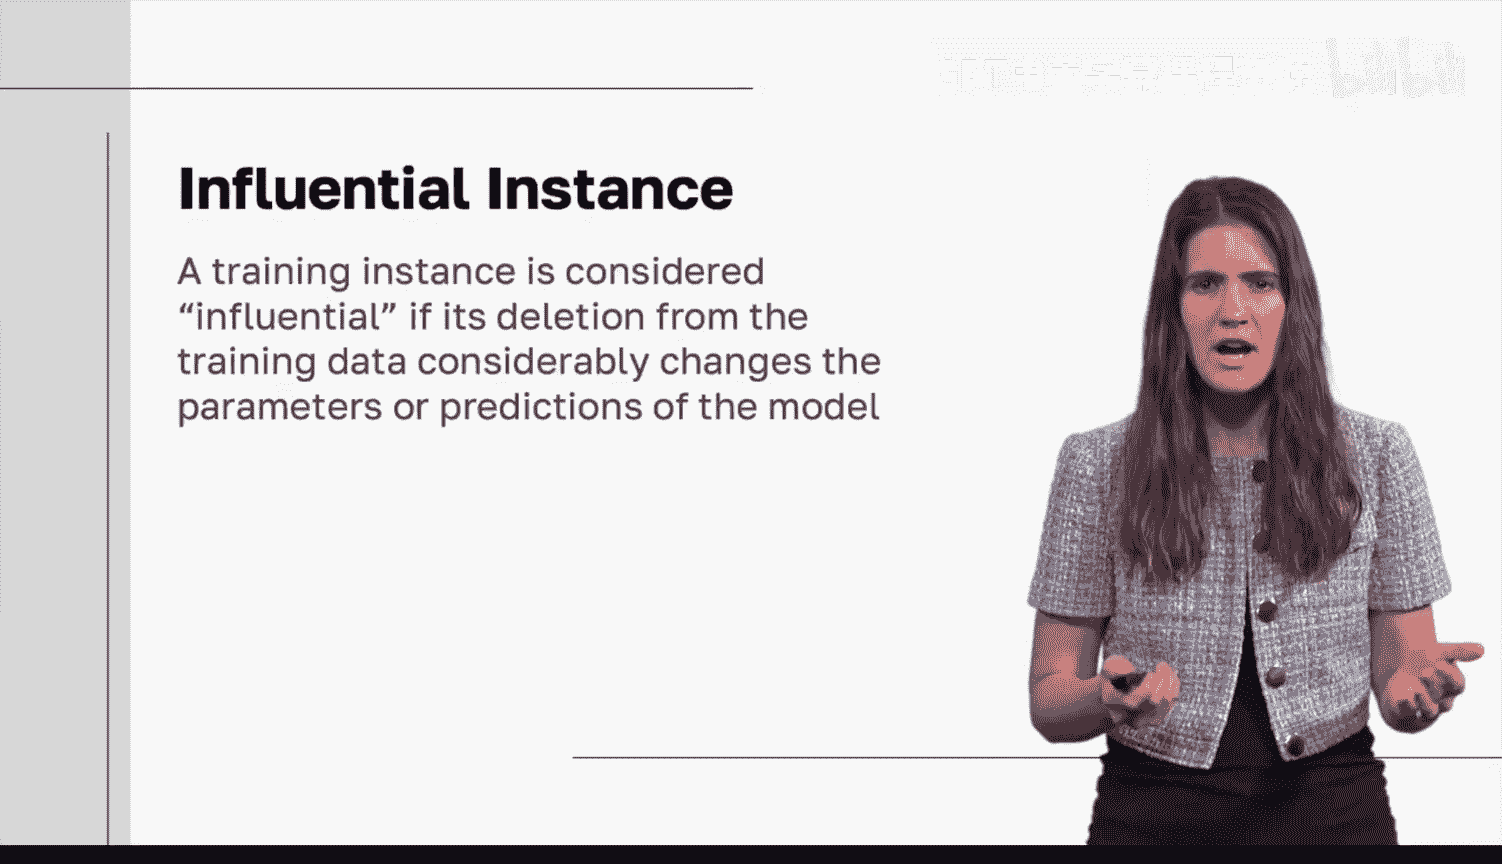 Influential Instance
A training instance is considered
“influential” if its deletion from the
training data considerably changes the
parameters or predictions of the model
bilibili